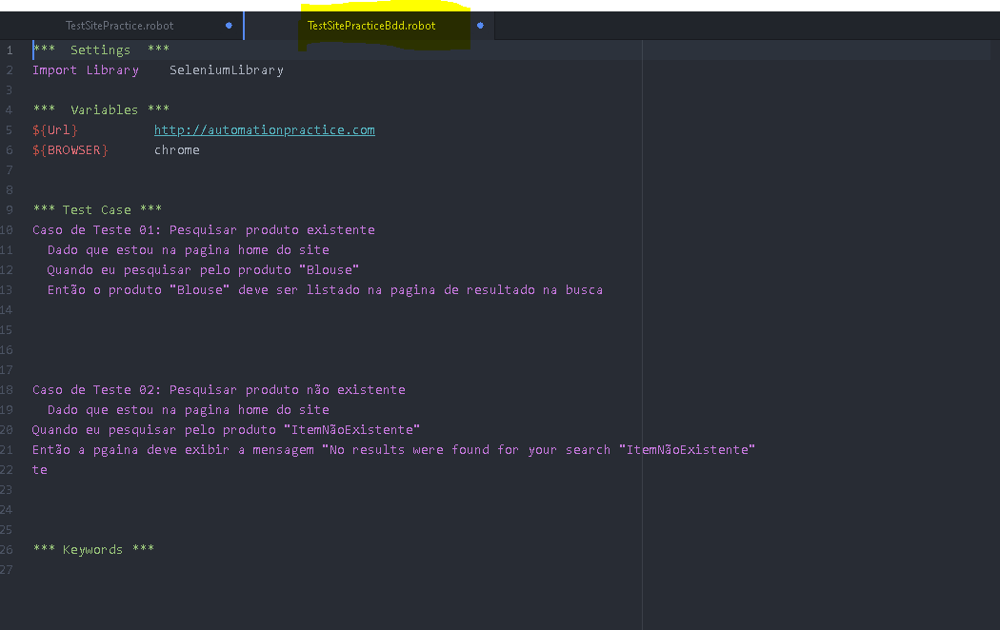 TestSitePractice.robot TestSitePracticeBdd.robot
1 *** Settings ***
2 Import Library SeleniumLibrary
3
4 *** Variables ***
5 ${Url} http://automationpractice.com
6 ${BROWSER} chrome
7
8
9 *** Test Case ***
10 Caso de Teste 01: Pesquisar produto existente
11 Dado que estou na pagina home do site
12 Quando eu pesquisar pelo produto "Blouse"
13 Então o produto "Blouse" deve ser listado na pagina de resultado na busca
14
15
16
17
18 Caso de Teste 02: Pesquisar produto não existente
19 Dado que estou na pagina home do site
20 Quando eu pesquisar pelo produto "ItemNãoExistente"
21 Então a pgaina deve exibir a mensagem "No results were found for your search "ItemNãoExistente"
22 te
23
24
25
26 *** Keywords ***
27